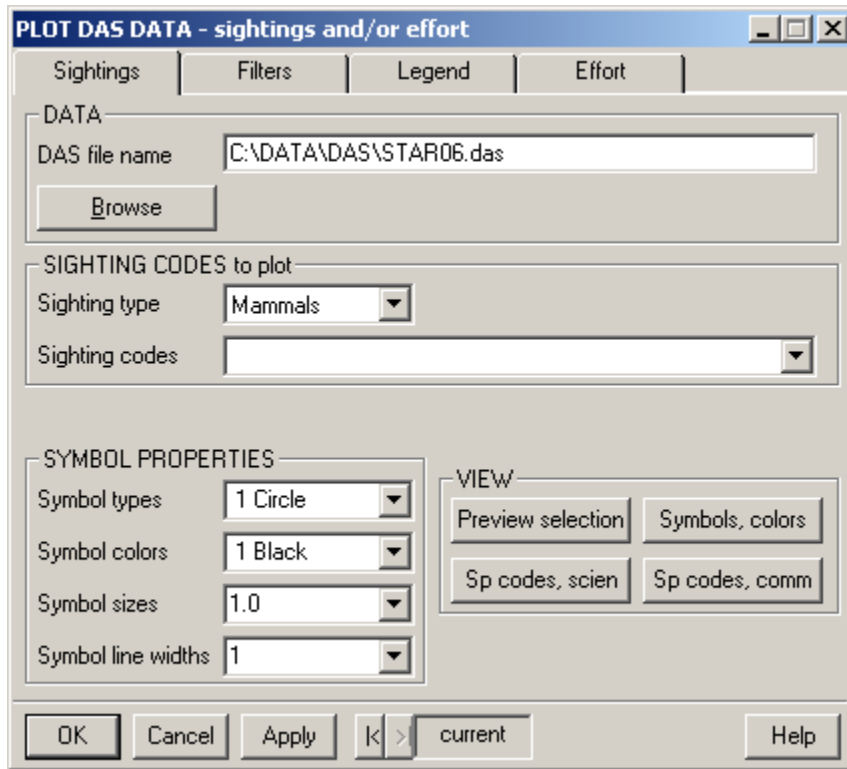 PLOT DAS DATA - sightings and/or effort
Sightings Filters Legend Effort
DATA
DAS file name C:\DATA\DAS\STAR06.das
Browse
SIGHTING CODES to plot
Sighting type Mammals
Sighting codes
SYMBOL PROPERTIES
Symbol types 1 Circle
Symbol colors 1 Black
Symbol sizes 1.0
Symbol line widths 1
VIEW
Preview selection Symbols, colors
Sp codes, scien Sp codes, comm
OK Cancel Apply |< >| current Help